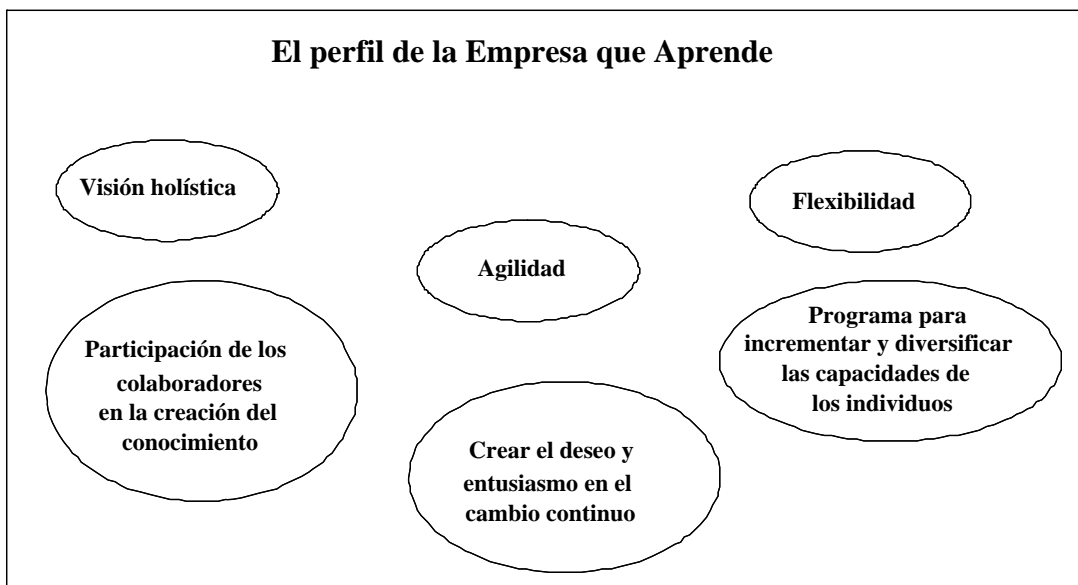 El perfil de la Empresa que Aprende
Visión holística
Flexibilidad
Agilidad
Participación de los
colaboradores
en la creación del
conocimiento
Programa para
incrementar y diversificar
las capacidades de
los individuos
Crear el deseo y
entusiasmo en el
cambio continuo